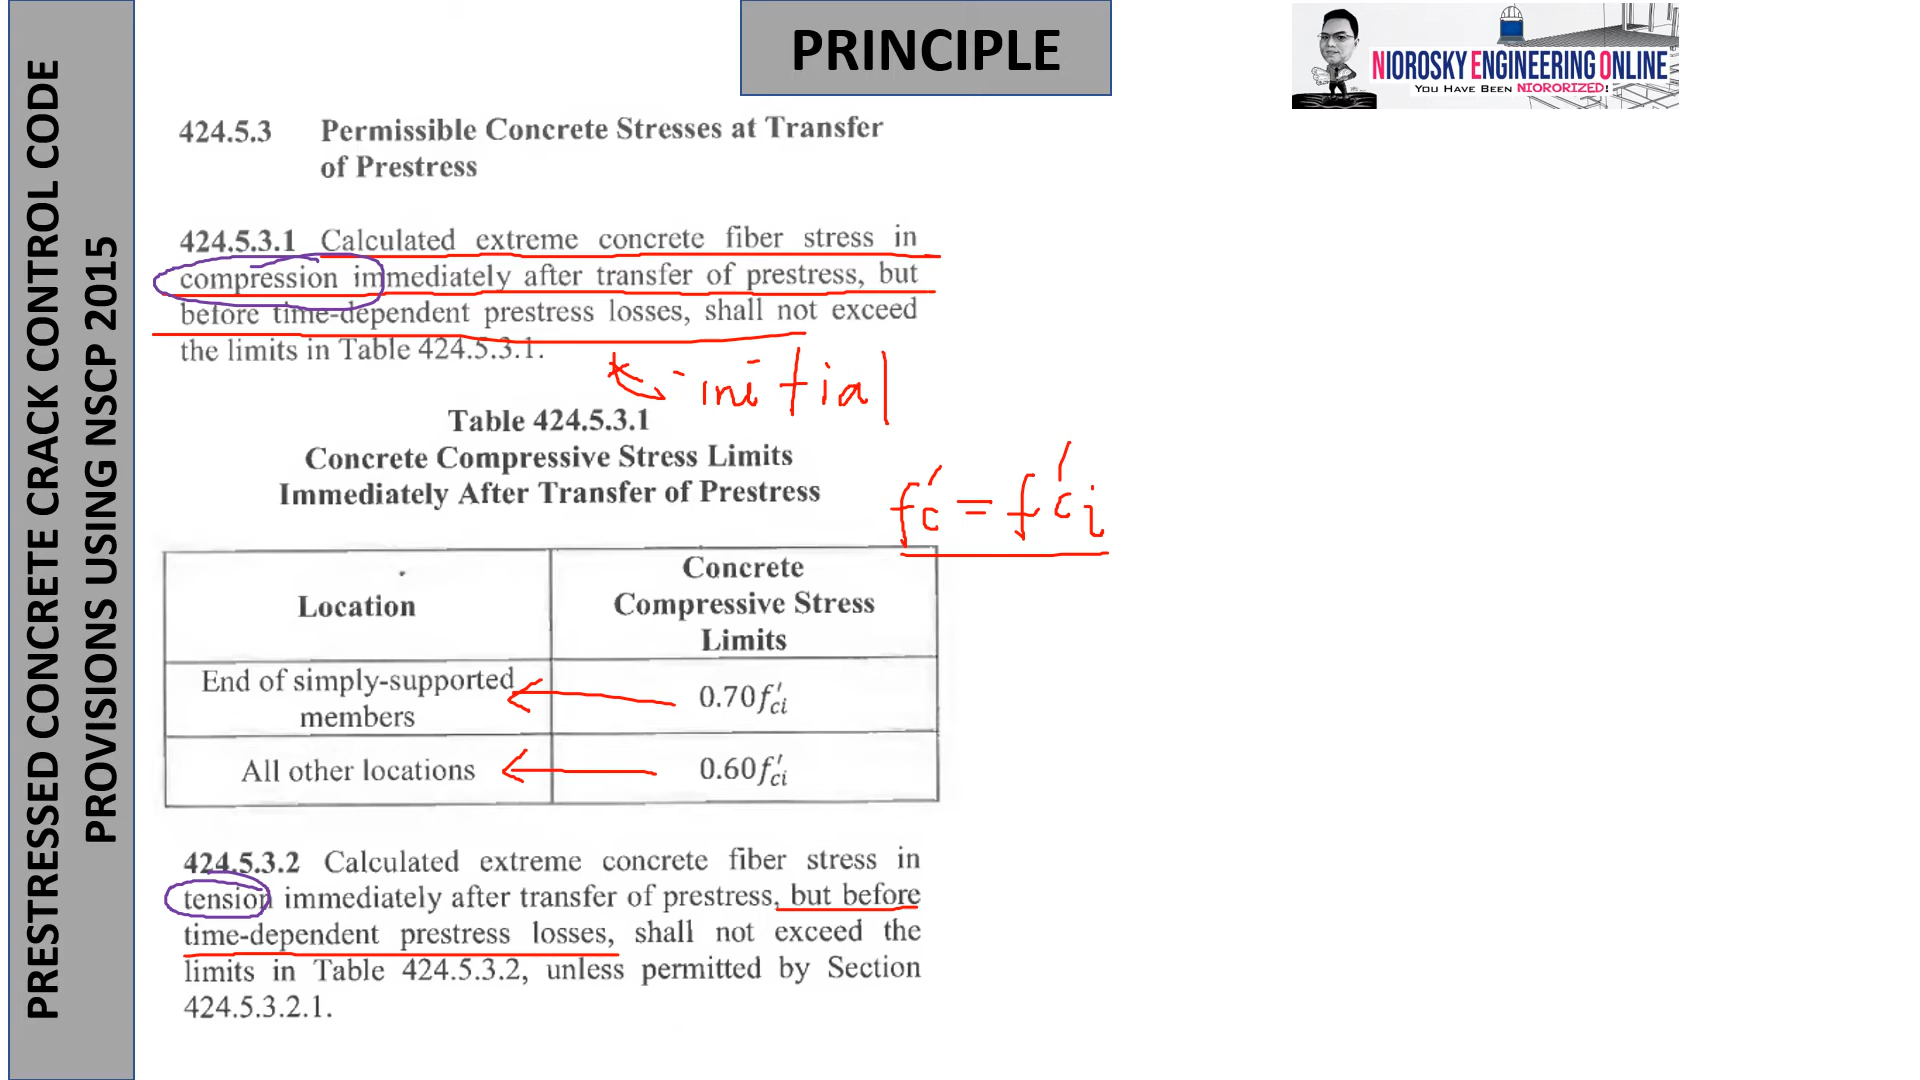 PRESTRESSED CONCRETE CRACK CONTROL CODE
PROVISIONS USING NSCP 2015
PRINCIPLE
NIOROSKY ENGINEERING ONLINE
YOU HAVE BEEN NIORORIZED!
424.5.3 Permissible Concrete Stresses at Transfer
of Prestress
424.5.3.1 Calculated extreme concrete fiber stress in
compression immediately after transfer of prestress, but
before time-dependent prestress losses, shall not exceed
the limits in Table 424.5.3.1.
initial
Table 424.5.3.1
Concrete Compressive Stress Limits
Immediately After Transfer of Prestress
fc' = fc'i
Location
Concrete
Compressive Stress
Limits
End of simply-supported
members
0.70f'ci
All other locations
0.60f'ci
424.5.3.2 Calculated extreme concrete fiber stress in
tension immediately after transfer of prestress, but before
time-dependent prestress losses, shall not exceed the
limits in Table 424.5.3.2, unless permitted by Section
424.5.3.2.1.